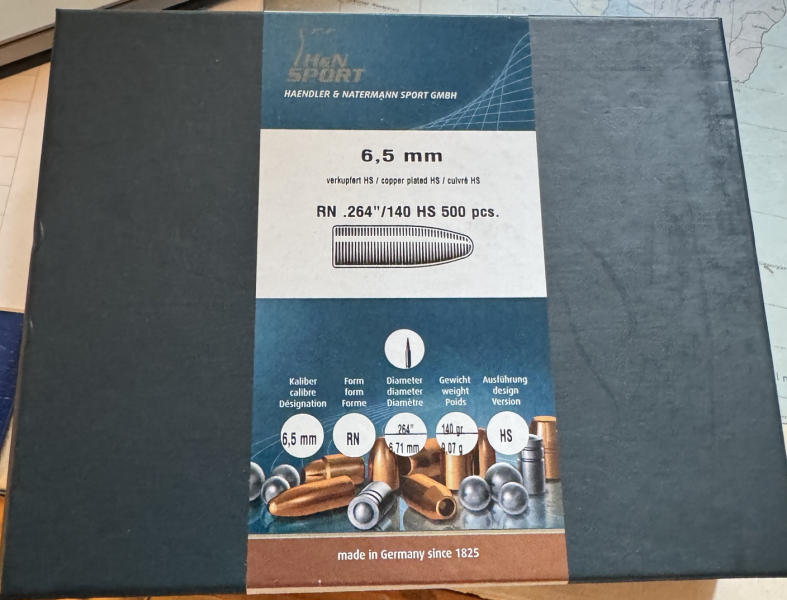 H&N
SPORT
HAENDLER & NATERMANN SPORT GMBH
6,5 mm
verkupfert HS / copper plated HS / cuivré HS
RN .264"/140 HS 500 pcs.
Kaliber
calibre
Désignation
Form
form
Forme
Diameter
diameter
Diamètre
Gewicht
weight
Poids
Ausführung
design
Version
6,5 mm
RN
.264"
6,71 mm
140 gr.
9,07 g
HS
made in Germany since 1825